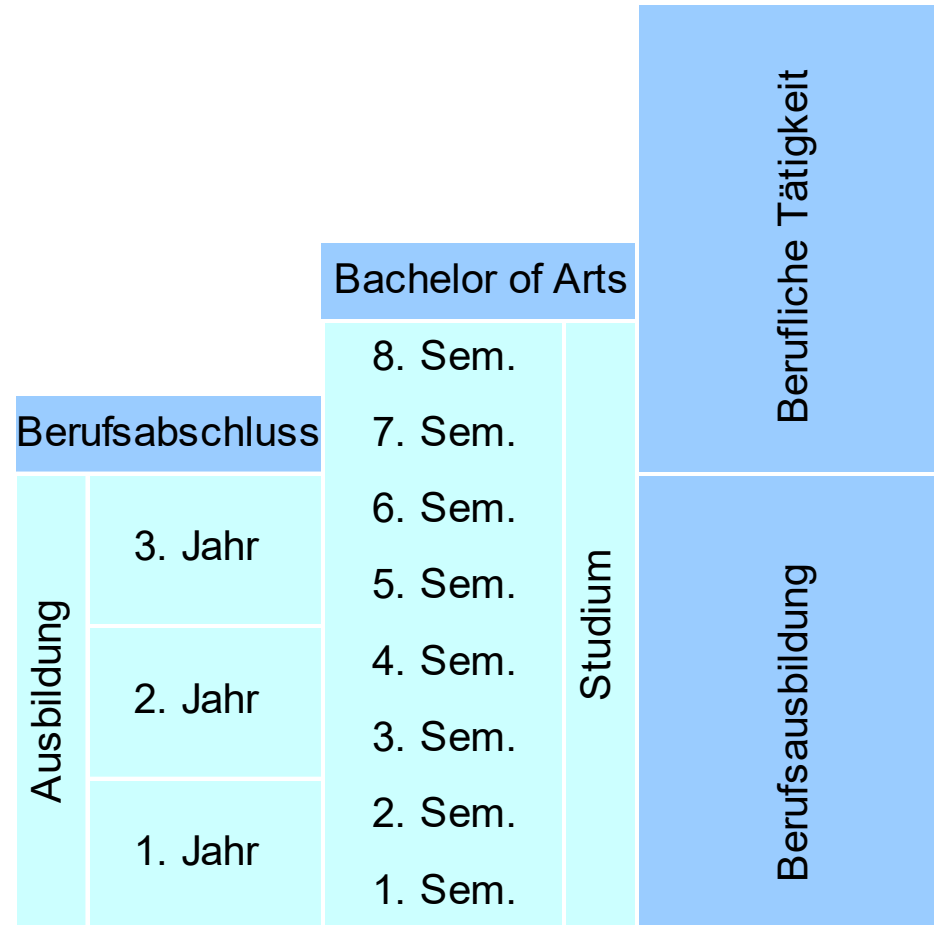 Berufliche Tätigkeit
Bachelor of Arts
8. Sem.
Berufsabschluss
7. Sem.
6. Sem.
3. Jahr
5. Sem.
Ausbildung
Studium
Berufsausbildung
4. Sem.
2. Jahr
3. Sem.
2. Sem.
1. Jahr
1. Sem.